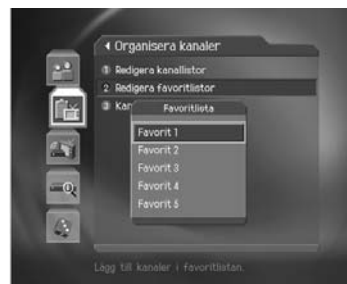 Organisera kanaler
1 Redigera kanallistor
2 Redigera favoritlistor
3 Kan
Favoritlista
Favorit 1
Favorit 2
Favorit 3
Favorit 4
Favorit 5
Lägg till kanaler i favoritlistan.